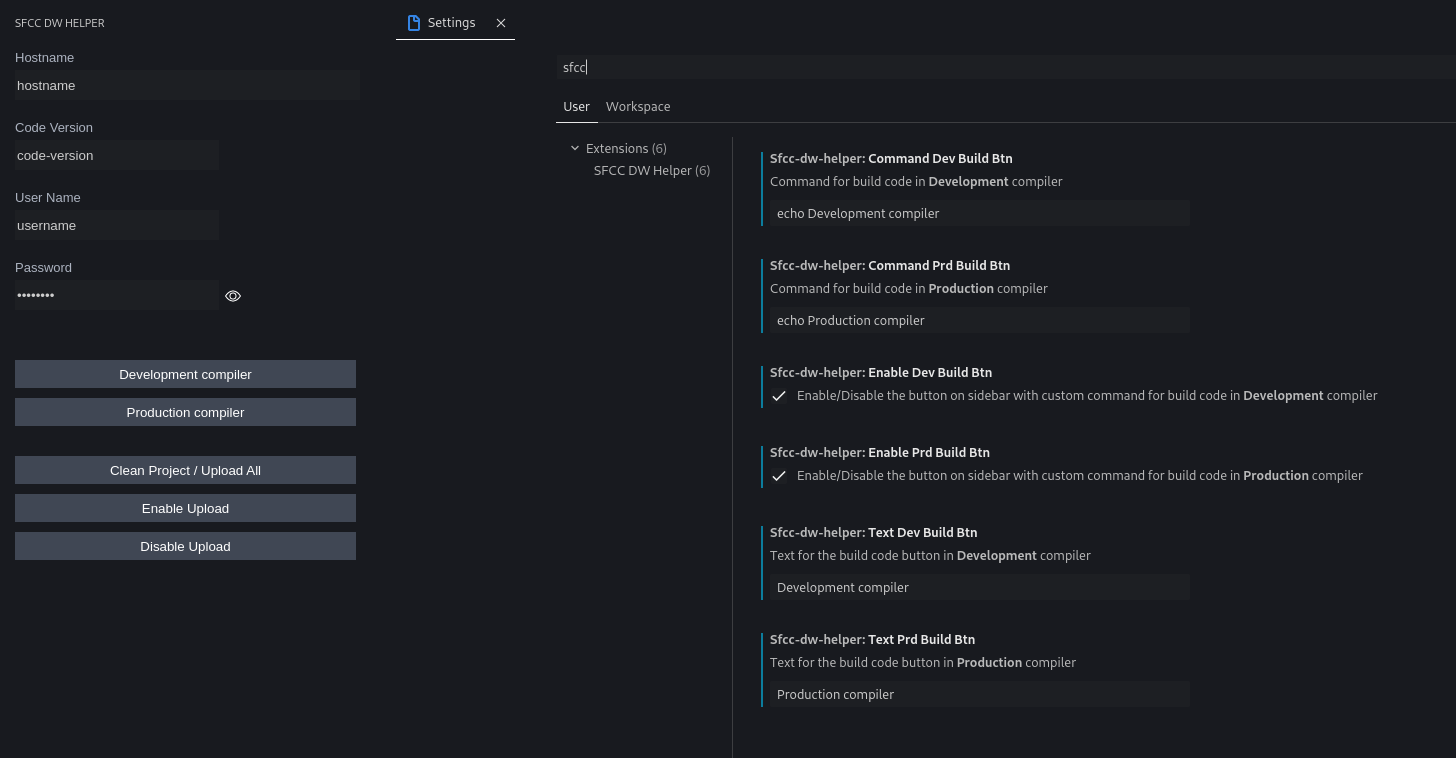 SFCC DW HELPER
Hostname
hostname
Code Version
code-version
User Name
username
Password
••••••••
Development compiler
Production compiler
Clean Project / Upload All
Enable Upload
Disable Upload
Settings
sfcc
User Workspace
Extensions (6)
SFCC DW Helper (6)
Sfcc-dw-helper: Command Dev Build Btn
Command for build code in Development compiler
echo Development compiler
Sfcc-dw-helper: Command Prd Build Btn
Command for build code in Production compiler
echo Production compiler
Sfcc-dw-helper: Enable Dev Build Btn
Enable/Disable the button on sidebar with custom command for build code in Development compiler
Sfcc-dw-helper: Enable Prd Build Btn
Enable/Disable the button on sidebar with custom command for build code in Production compiler
Sfcc-dw-helper: Text Dev Build Btn
Text for the build code button in Development compiler
Development compiler
Sfcc-dw-helper: Text Prd Build Btn
Text for the build code button in Production compiler
Production compiler